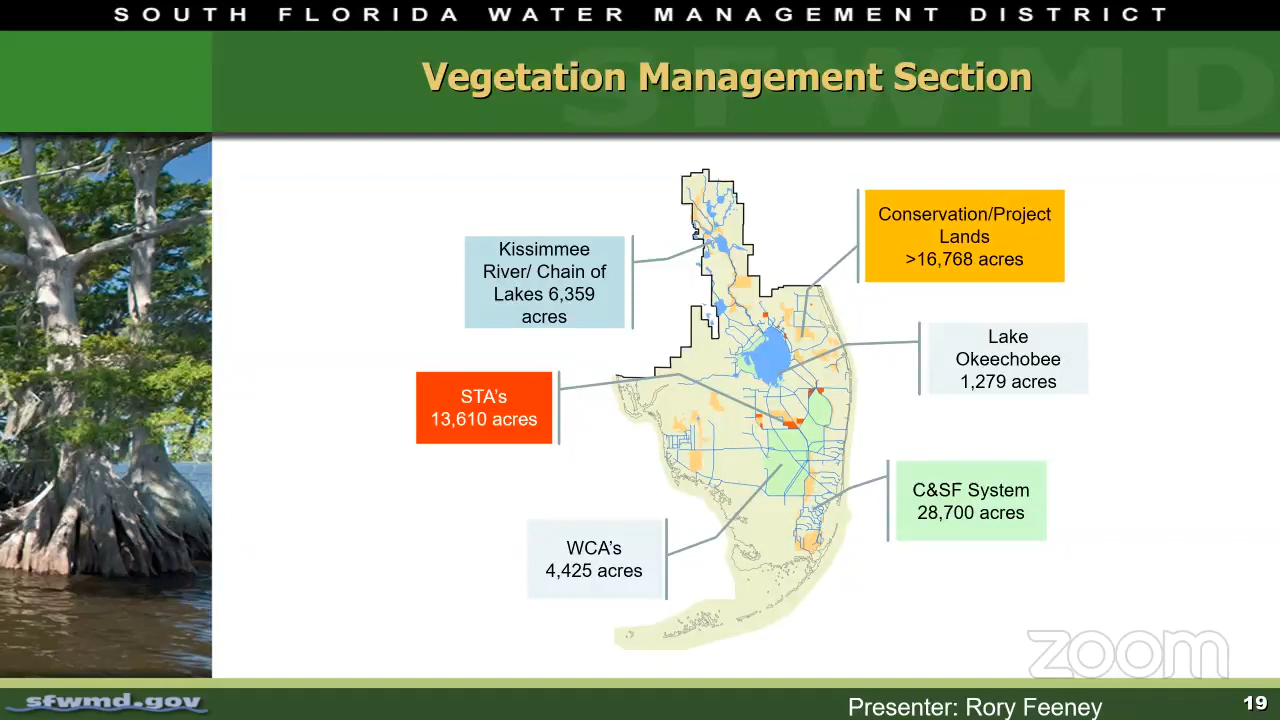 SOUTH FLORIDA WATER MANAGEMENT DISTRICT
SFWMD
Vegetation Management Section
Conservation/Project
Lands
>16,768 acres
Kissimmee
River/ Chain of
Lakes 6,359
acres
Lake
Okeechobee
1,279 acres
STA's
13,610 acres
C&SF System
28,700 acres
WCA's
4,425 acres
zoom
sfwmd.gov
Presenter: Rory Feeney
19